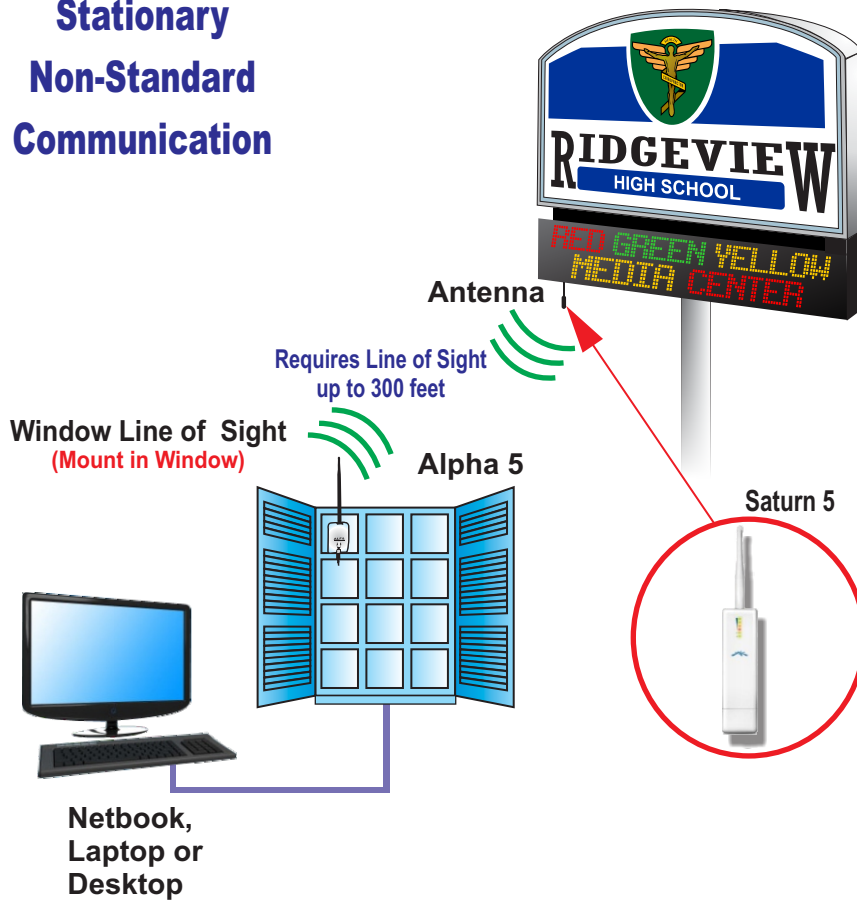 Stationary
Non-Standard
Communication
RIDGEVIEW
HIGH SCHOOL
RED GREEN YELLOW
MEDIA CENTER
Antenna
Requires Line of Sight
up to 300 feet
Window Line of Sight
(Mount in Window)
Alpha 5
Saturn 5
ALFA
Netbook,
Laptop or
Desktop